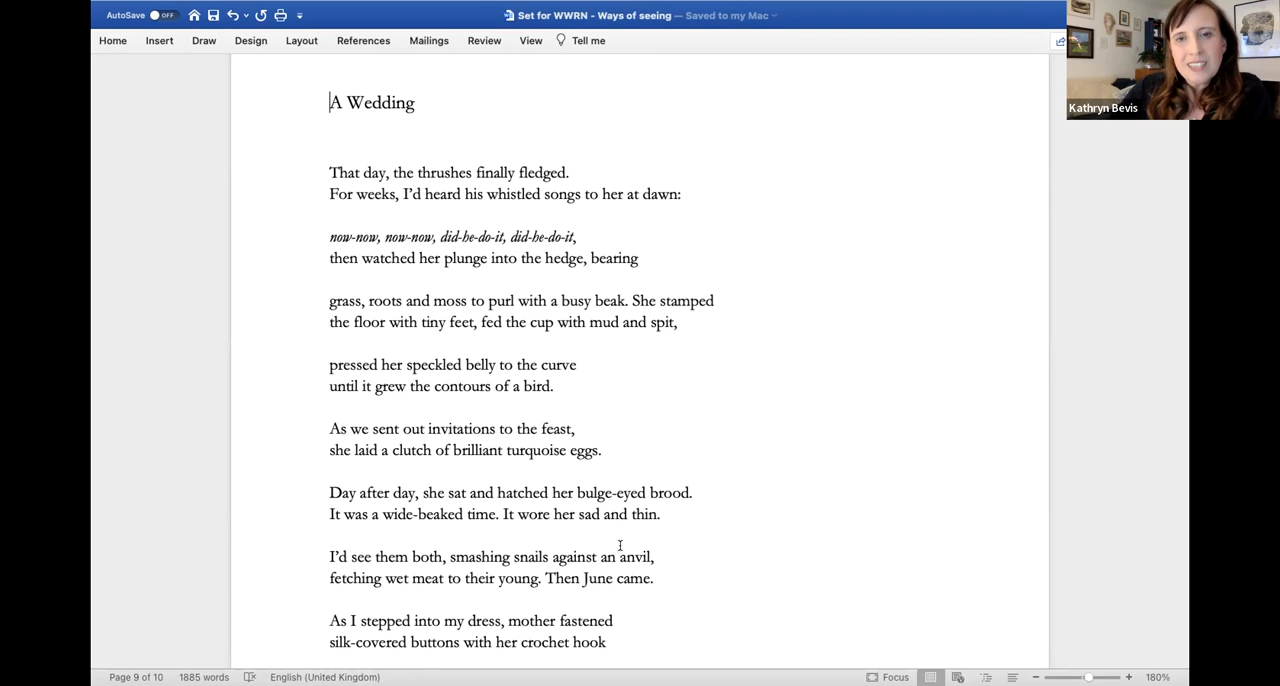 AutoSave OFF
Set for WWRN - Ways of seeing — Saved to my Mac
Home Insert Draw Design Layout References Mailings Review View Tell me
Kathryn Bevis
A Wedding
That day, the thrushes finally fledged.
For weeks, I’d heard his whistled songs to her at dawn:
now-now, now-now, did-he-do-it, did-he-do-it,
then watched her plunge into the hedge, bearing
grass, roots and moss to purl with a busy beak. She stamped
the floor with tiny feet, fed the cup with mud and spit,
pressed her speckled belly to the curve
until it grew the contours of a bird.
As we sent out invitations to the feast,
she laid a clutch of brilliant turquoise eggs.
Day after day, she sat and hatched her bulge-eyed brood.
It was a wide-beaked time. It wore her sad and thin.
I’d see them both, smashing snails against an anvil,
fetching wet meat to their young. Then June came.
As I stepped into my dress, mother fastened
silk-covered buttons with her crochet hook
Page 9 of 10 1885 words English (United Kingdom) Focus 180%